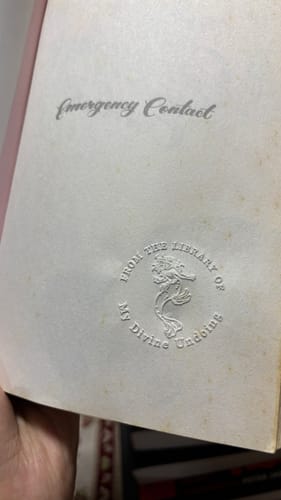 Emergency Contact
FROM THE LIBRARY OF
My Divine Undoing